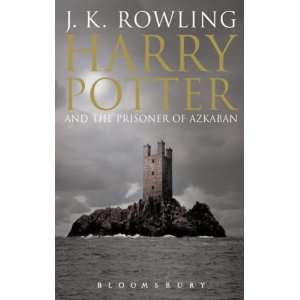 J. K. ROWLING
HARRY
POTTER
AND THE PRISONER OF AZKABAN
BLOOMSBURY